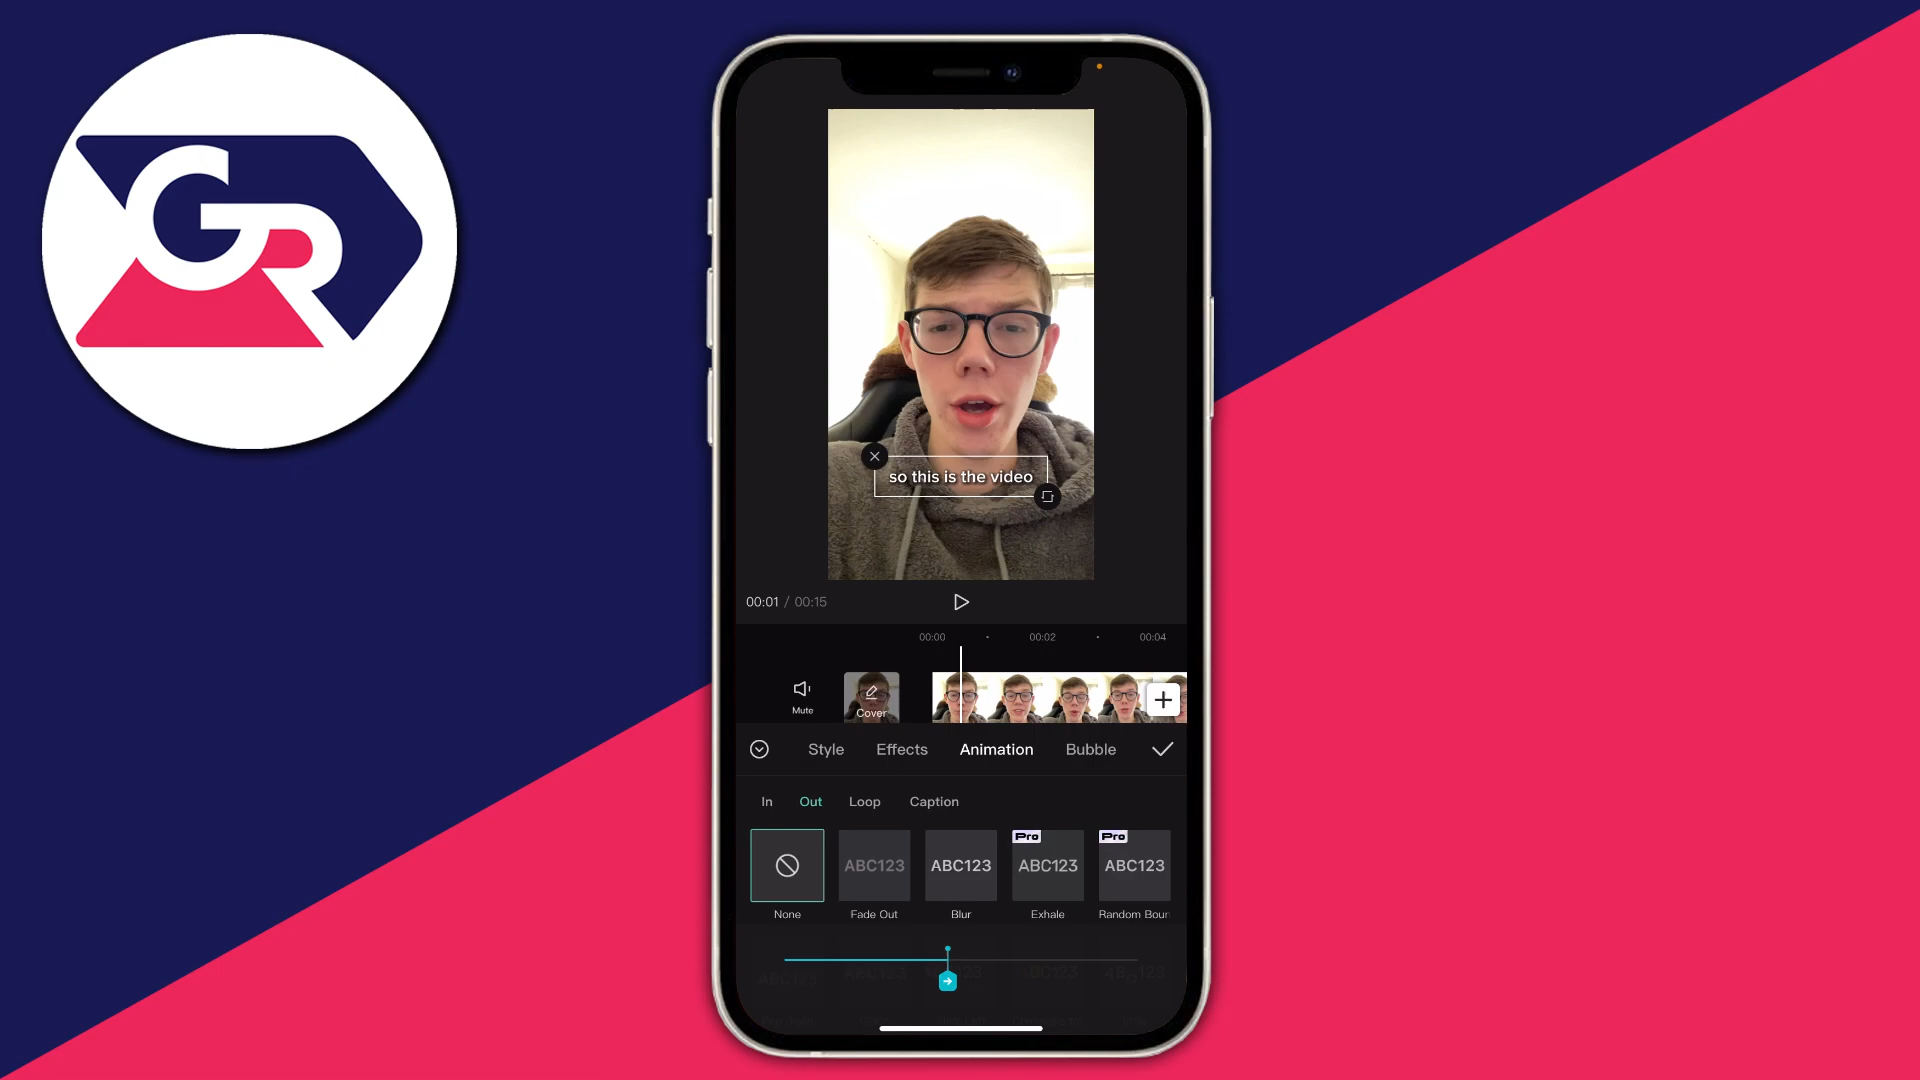 GR
so this is the video
00:01 / 00:15
00:00 00:02 00:04
Mute
Cover
Style Effects Animation Bubble
In Out Loop Caption
Pro Pro
ABC123 ABC123 ABC123 ABC123
None Fade Out Blur Exhale Random Boun